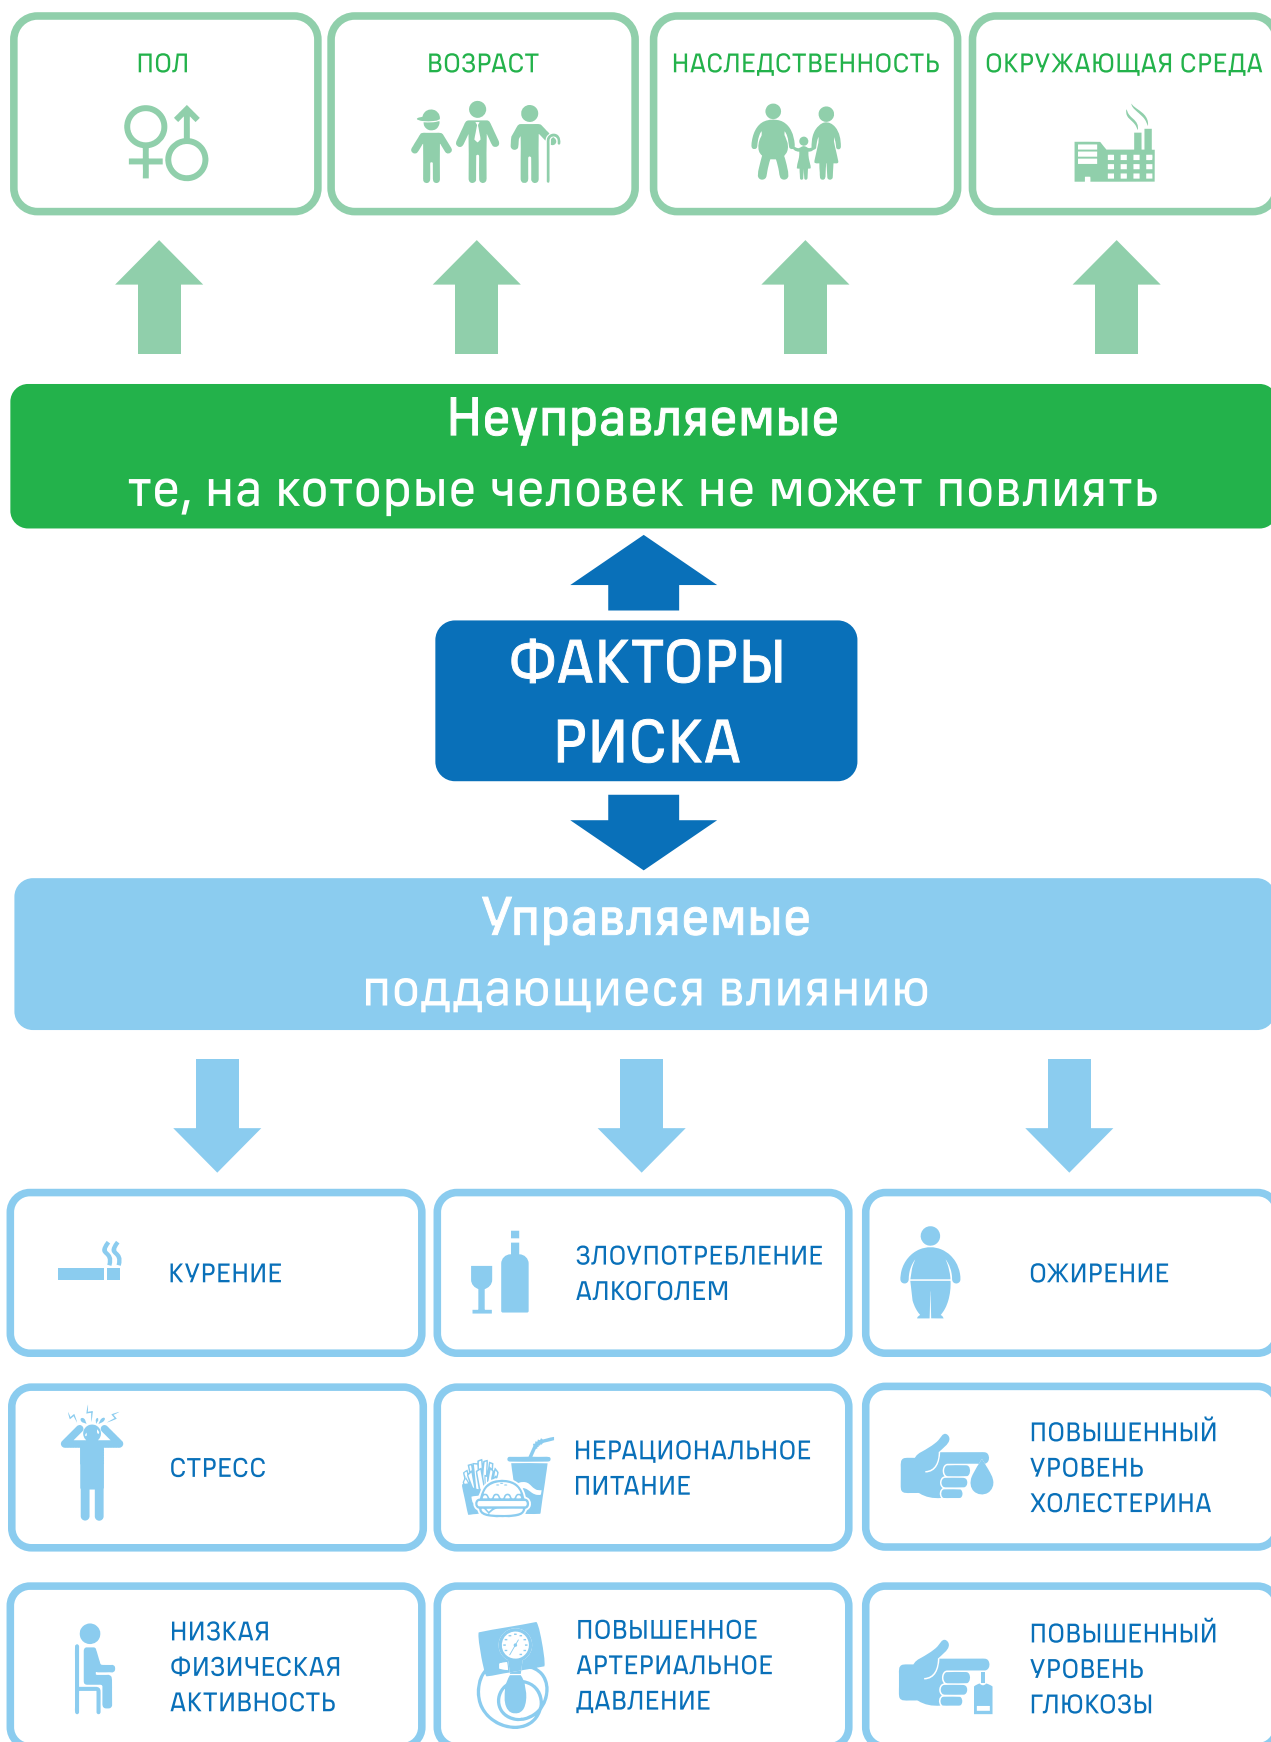 ПОЛ
ВОЗРАСТ
НАСЛЕДСТВЕННОСТЬ
ОКРУЖАЮЩАЯ СРЕДА
Неуправляемые
те, на которые человек не может повлиять
ФАКТОРЫ
РИСКА
Управляемые
поддающиеся влиянию
КУРЕНИЕ
ЗЛОУПОТРЕБЛЕНИЕ
АЛКОГОЛЕМ
ОЖИРЕНИЕ
СТРЕСС
НЕРАЦИОНАЛЬНОЕ
ПИТАНИЕ
ПОВЫШЕННЫЙ
УРОВЕНЬ
ХОЛЕСТЕРИНА
НИЗКАЯ
ФИЗИЧЕСКАЯ
АКТИВНОСТЬ
ПОВЫШЕННОЕ
АРТЕРИАЛЬНОЕ
ДАВЛЕНИЕ
ПОВЫШЕННЫЙ
УРОВЕНЬ
ГЛЮКОЗЫ